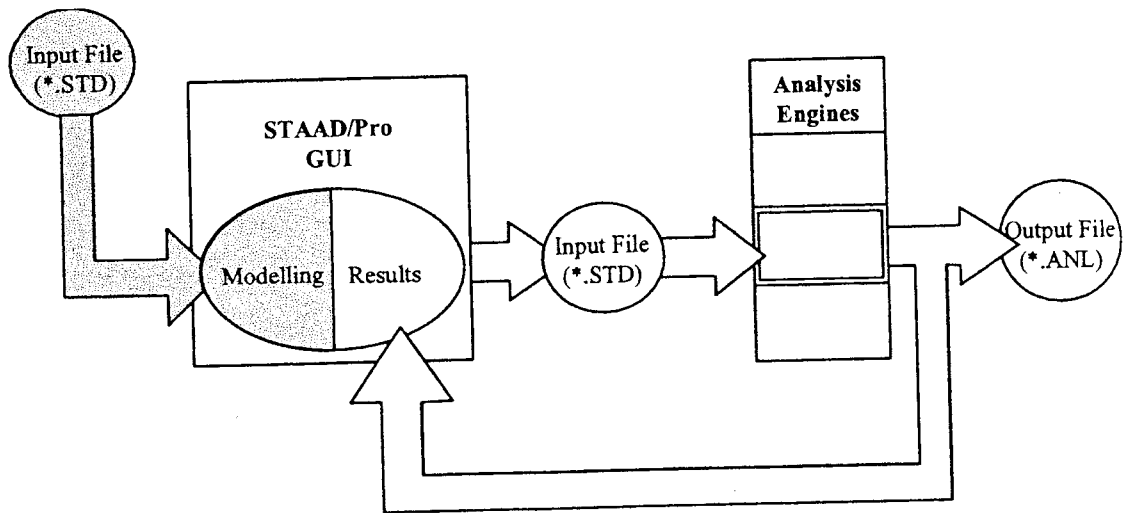 Input File
(*.STD)
STAAD/Pro
GUI
Modelling
Results
Input File
(*.STD)
Analysis
Engines
Output File
(*.ANL)